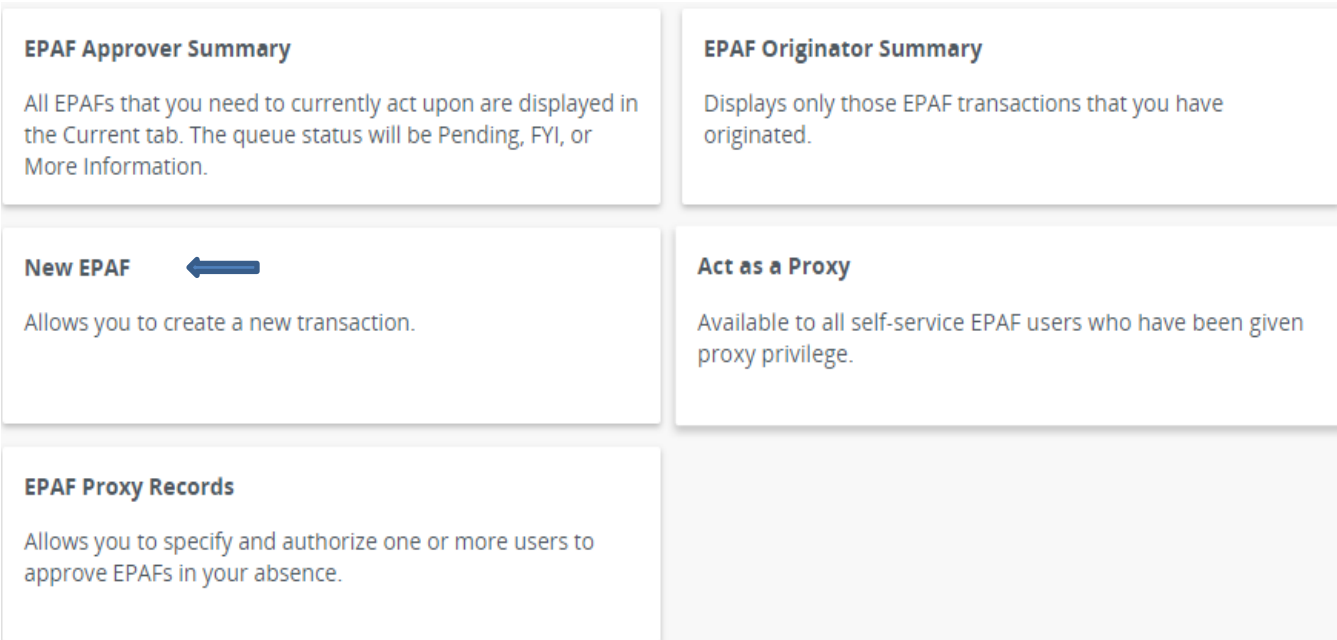 EPAF Approver Summary
All EPAFs that you need to currently act upon are displayed in
the Current tab. The queue status will be Pending, FYI, or
More Information.
EPAF Originator Summary
Displays only those EPAF transactions that you have
originated.
New EPAF
Allows you to create a new transaction.
Act as a Proxy
Available to all self-service EPAF users who have been given
proxy privilege.
EPAF Proxy Records
Allows you to specify and authorize one or more users to
approve EPAFs in your absence.